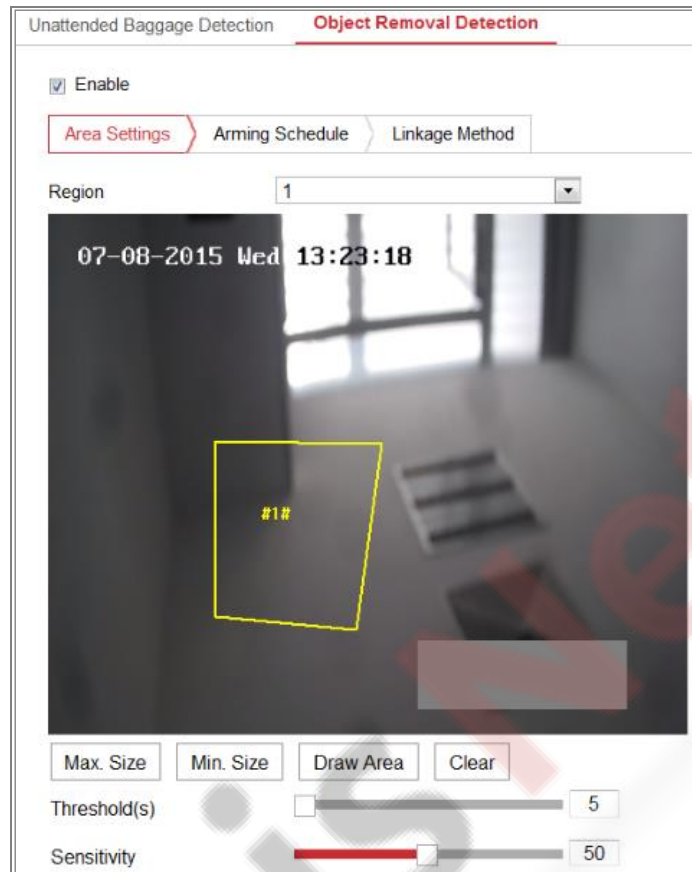 Unattended Baggage Detection Object Removal Detection
Enable
Area Settings Arming Schedule Linkage Method
Region 1
07-08-2015 Wed 13:23:18
#1#
Max. Size Min. Size Draw Area Clear
Threshold(s) 5
Sensitivity 50